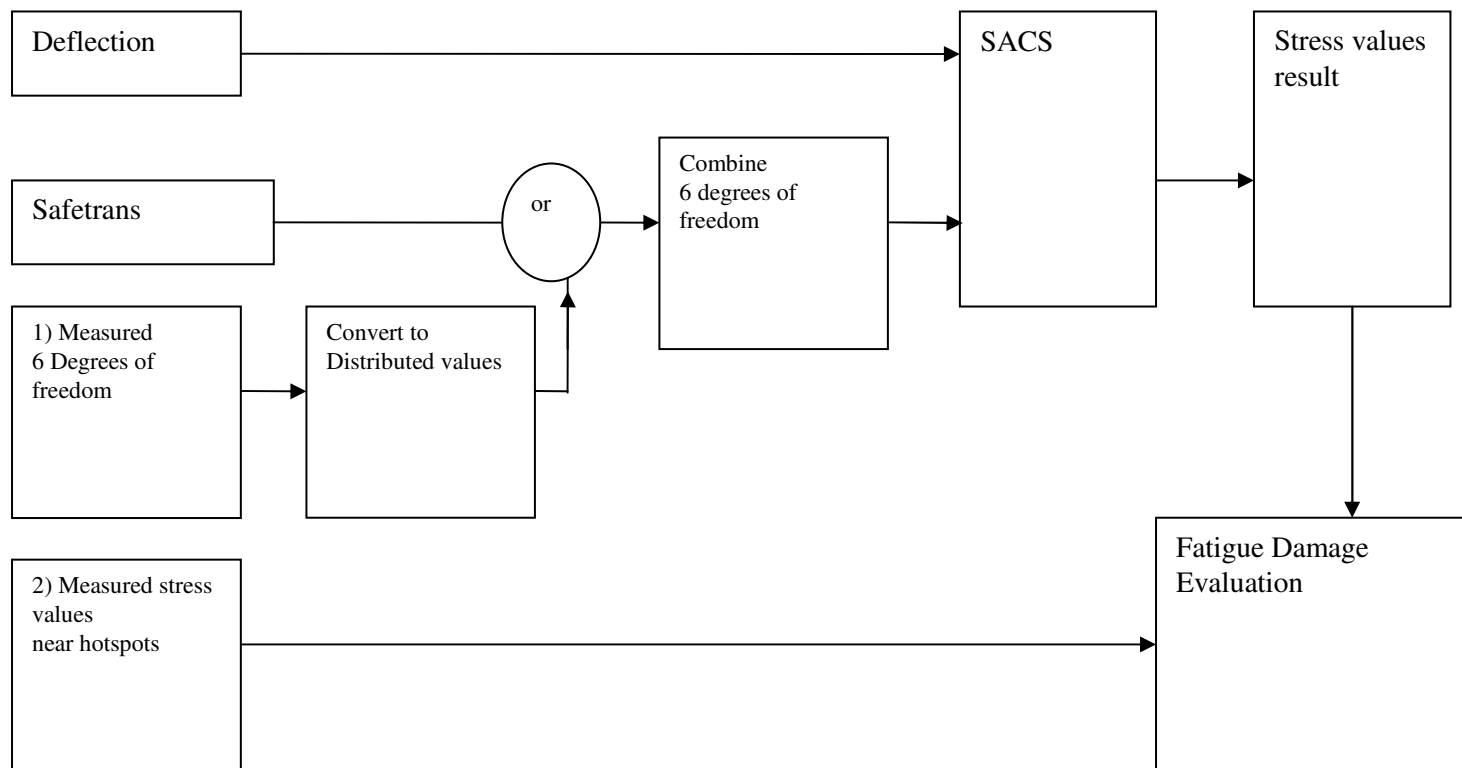 Deflection
SACS
Stress values
result
Safetrans
or
Combine
6 degrees of
freedom
1) Measured
6 Degrees of
freedom
Convert to
Distributed values
2) Measured stress
values
near hotspots
Fatigue Damage
Evaluation